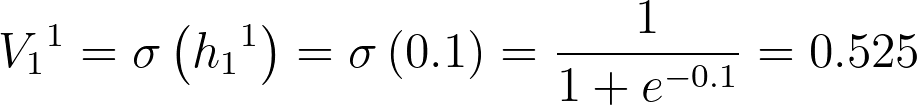 V₁¹ = σ (h₁¹) = σ (0.1) = 1 / (1 + e^{−0.1}) = 0.525